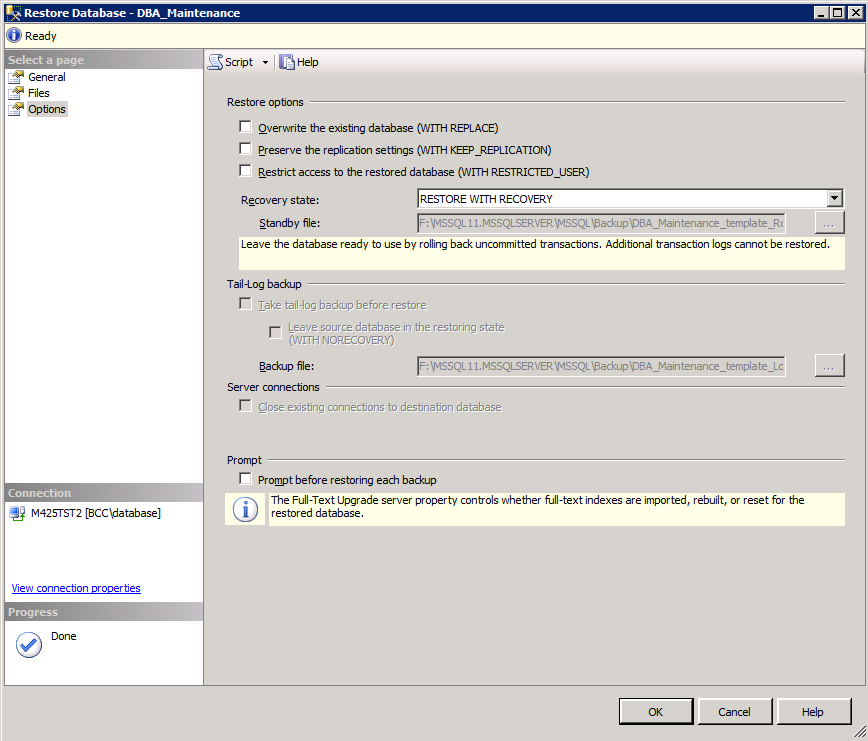 Restore Database - DBA_Maintenance
Ready
Select a page
General
Files
Options
Script
Help
Restore options
Overwrite the existing database (WITH REPLACE)
Preserve the replication settings (WITH KEEP_REPLICATION)
Restrict access to the restored database (WITH RESTRICTED_USER)
Recovery state:
RESTORE WITH RECOVERY
Standby file:
F:\MSSQL11.MSSQLSERVER\MSSQL\Backup\DBA_Maintenance_template_Ro
...
Leave the database ready to use by rolling back uncommitted transactions. Additional transaction logs cannot be restored.
Tail-Log backup
Take tail-log backup before restore
Leave source database in the restoring state
(WITH NORECOVERY)
Backup file:
F:\MSSQL11.MSSQLSERVER\MSSQL\Backup\DBA_Maintenance_template_Lo
...
Server connections
Close existing connections to destination database
Prompt
Prompt before restoring each backup
The Full-Text Upgrade server property controls whether full-text indexes are imported, rebuilt, or reset for the
restored database.
Connection
M425TST2 [BCC\database]
View connection properties
Progress
Done
OK
Cancel
Help